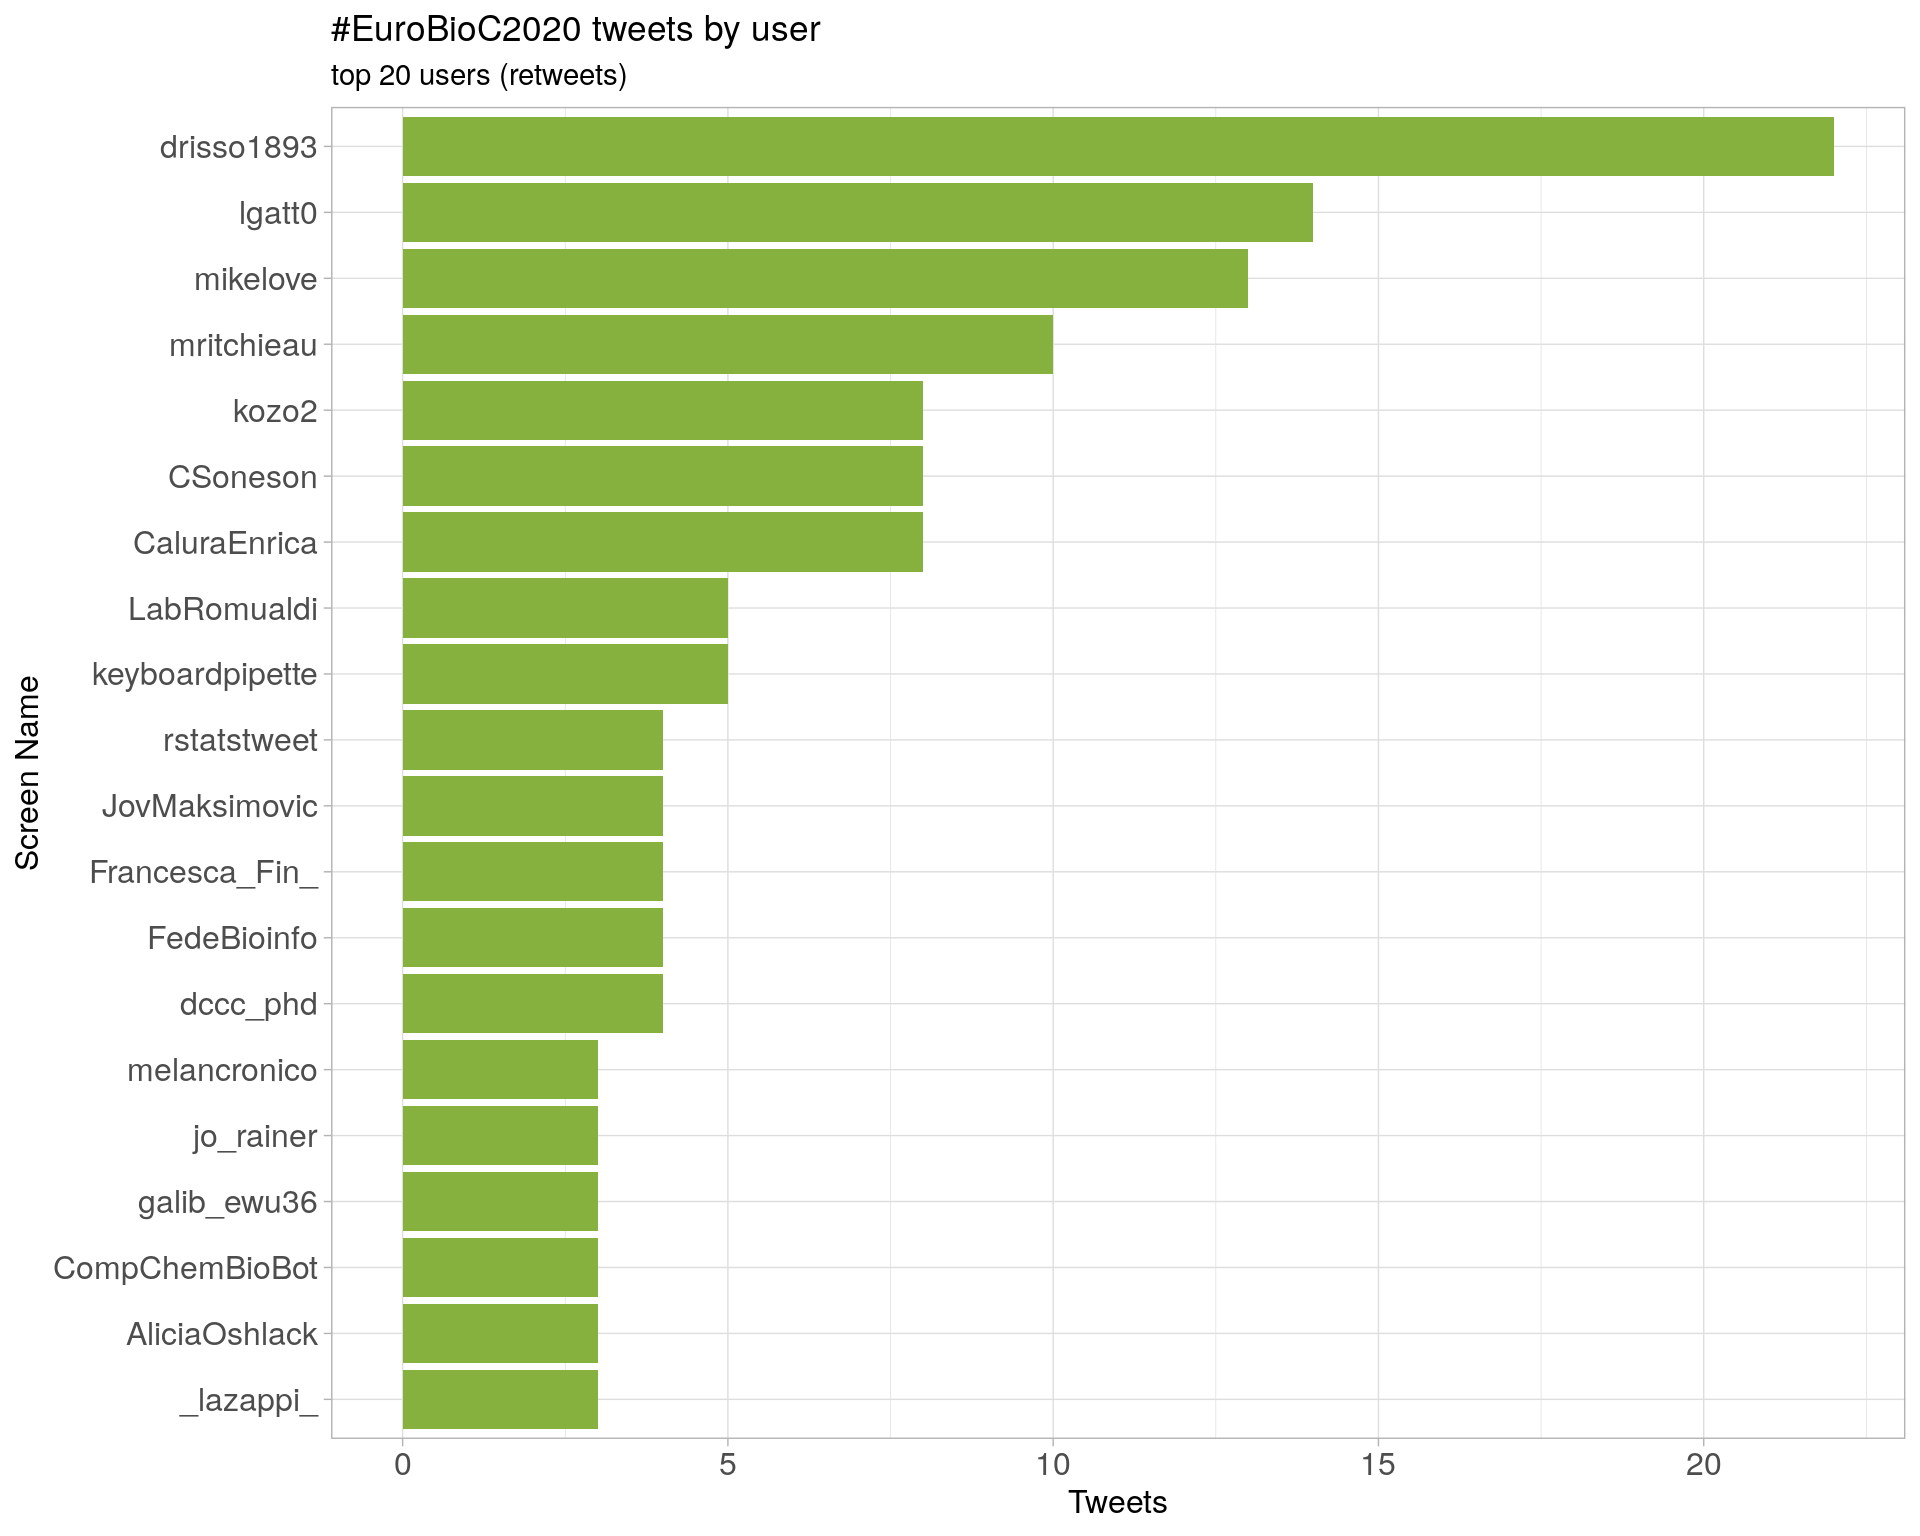 #EuroBioC2020 tweets by user
top 20 users (retweets)
drisso1893
lgatt0
mikelove
mritchieau
kozo2
CSoneson
CaluraEnrica
LabRomualdi
keyboardpipette
rstatstweet
JovMaksimovic
Francesca_Fin_
FedeBioinfo
dccc_phd
melancronico
jo_rainer
galib_ewu36
CompChemBioBot
AliciaOshlack
_lazappi_
Screen Name
0 5 10 15 20
Tweets